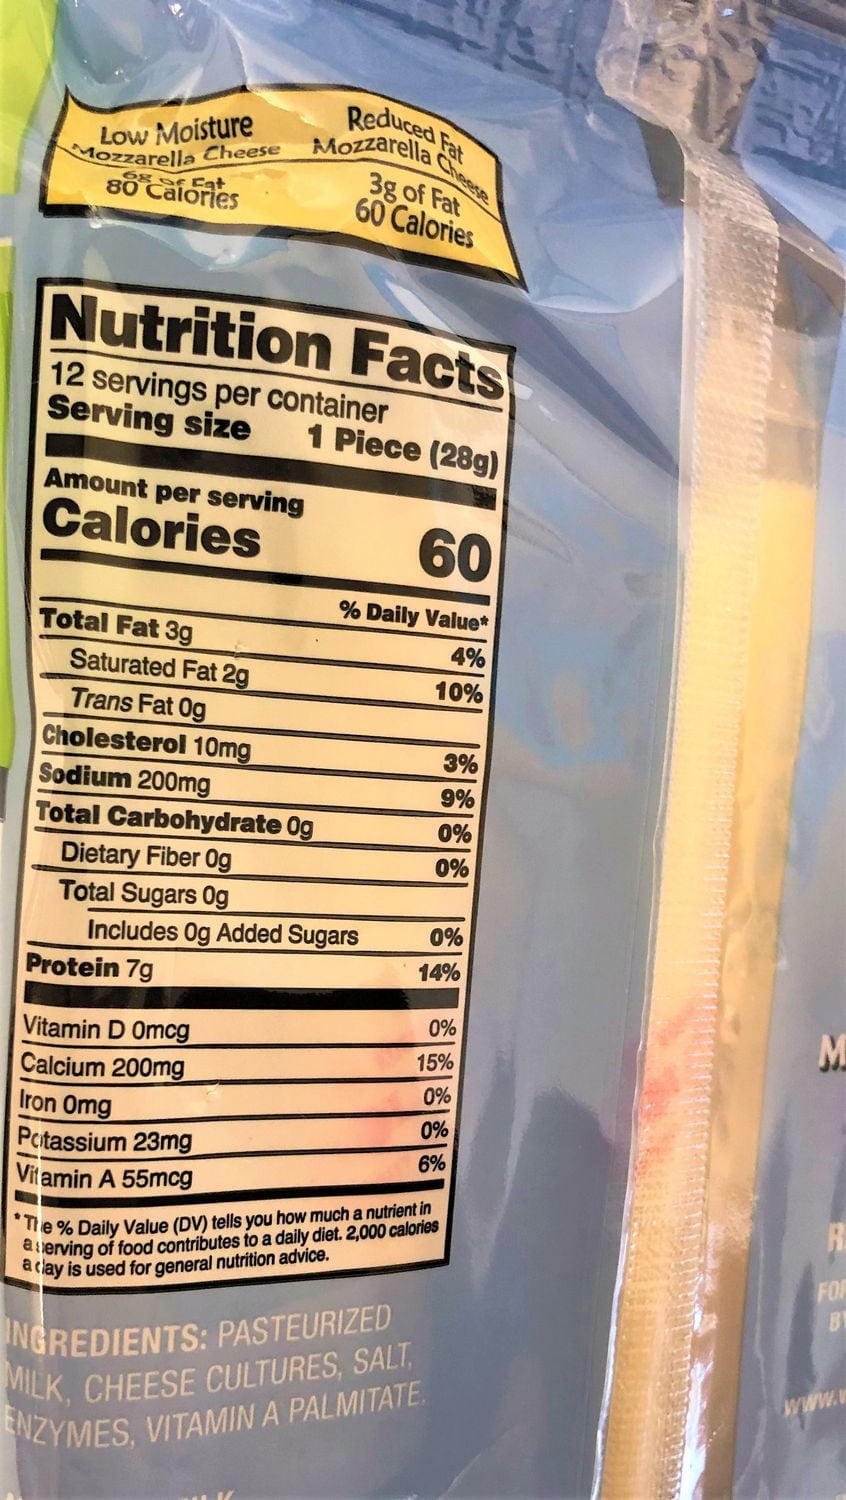 Low Moisture
Mozzarella Cheese
6g of Fat
80 Calories
Reduced Fat
Mozzarella Cheese
3g of Fat
60 Calories
Nutrition Facts
12 servings per container
Serving size 1 Piece (28g)
Amount per serving
Calories 60
% Daily Value*
Total Fat 3g 4%
Saturated Fat 2g 10%
Trans Fat 0g
Cholesterol 10mg 3%
Sodium 200mg 9%
Total Carbohydrate 0g 0%
Dietary Fiber 0g 0%
Total Sugars 0g
Includes 0g Added Sugars 0%
Protein 7g 14%
Vitamin D 0mcg 0%
Calcium 200mg 15%
Iron 0mg 0%
Potassium 23mg 0%
Vitamin A 55mcg 6%
*The % Daily Value (DV) tells you how much a nutrient in
a serving of food contributes to a daily diet. 2,000 calories
a day is used for general nutrition advice.
INGREDIENTS: PASTEURIZED
MILK, CHEESE CULTURES, SALT,
ENZYMES, VITAMIN A PALMITATE.
BY
www.